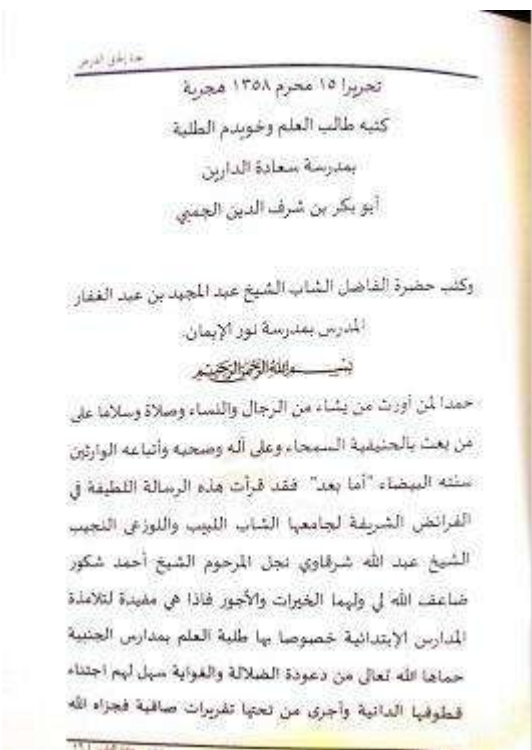 تحريرا ١٥ محرم ١٣٥٨ هجرية
كتبه طالب العلم وخويدم الطلبة
بمدرسة سعادة الدارين
أبو بكر بن شرف الدين الجمبي
وكتب حضرة الفاضل الشاب الشيخ عبد المجيد بن عبد الغفار
المدرس بمدرسة نور الإيمان.
بسم الله الرحمن الرحيم
حمدا لمن أورث من يشاء من الرجال والنساء وصلاة وسلاما على
من بعث بالحنيفية السمحاء وعلى آله وصحبه وأتباعه الوارثين
سنته البيضاء "أما بعد" فقد قرأت هذه الرسالة اللطيفة في
الفرائض الشريفة لجامعها الشاب اللبيب واللوزعى النجيب
الشيخ عبد الله شرقاوي نجل المرحوم الشيخ أحمد شكور
ضاعف الله لي ولهما الخيرات والأجور فاذا هي مفيدة لتلامذة
المدارس الإبتدائية خصوصا بها طلبة العلم بمدارس الجنبية
حماها الله تعالى من دعوذة الضلالة والغواية سهل لهم اجتناء
قطوفها الدانية وأجرى من تحتها تقريرات صافية فجزاه الله